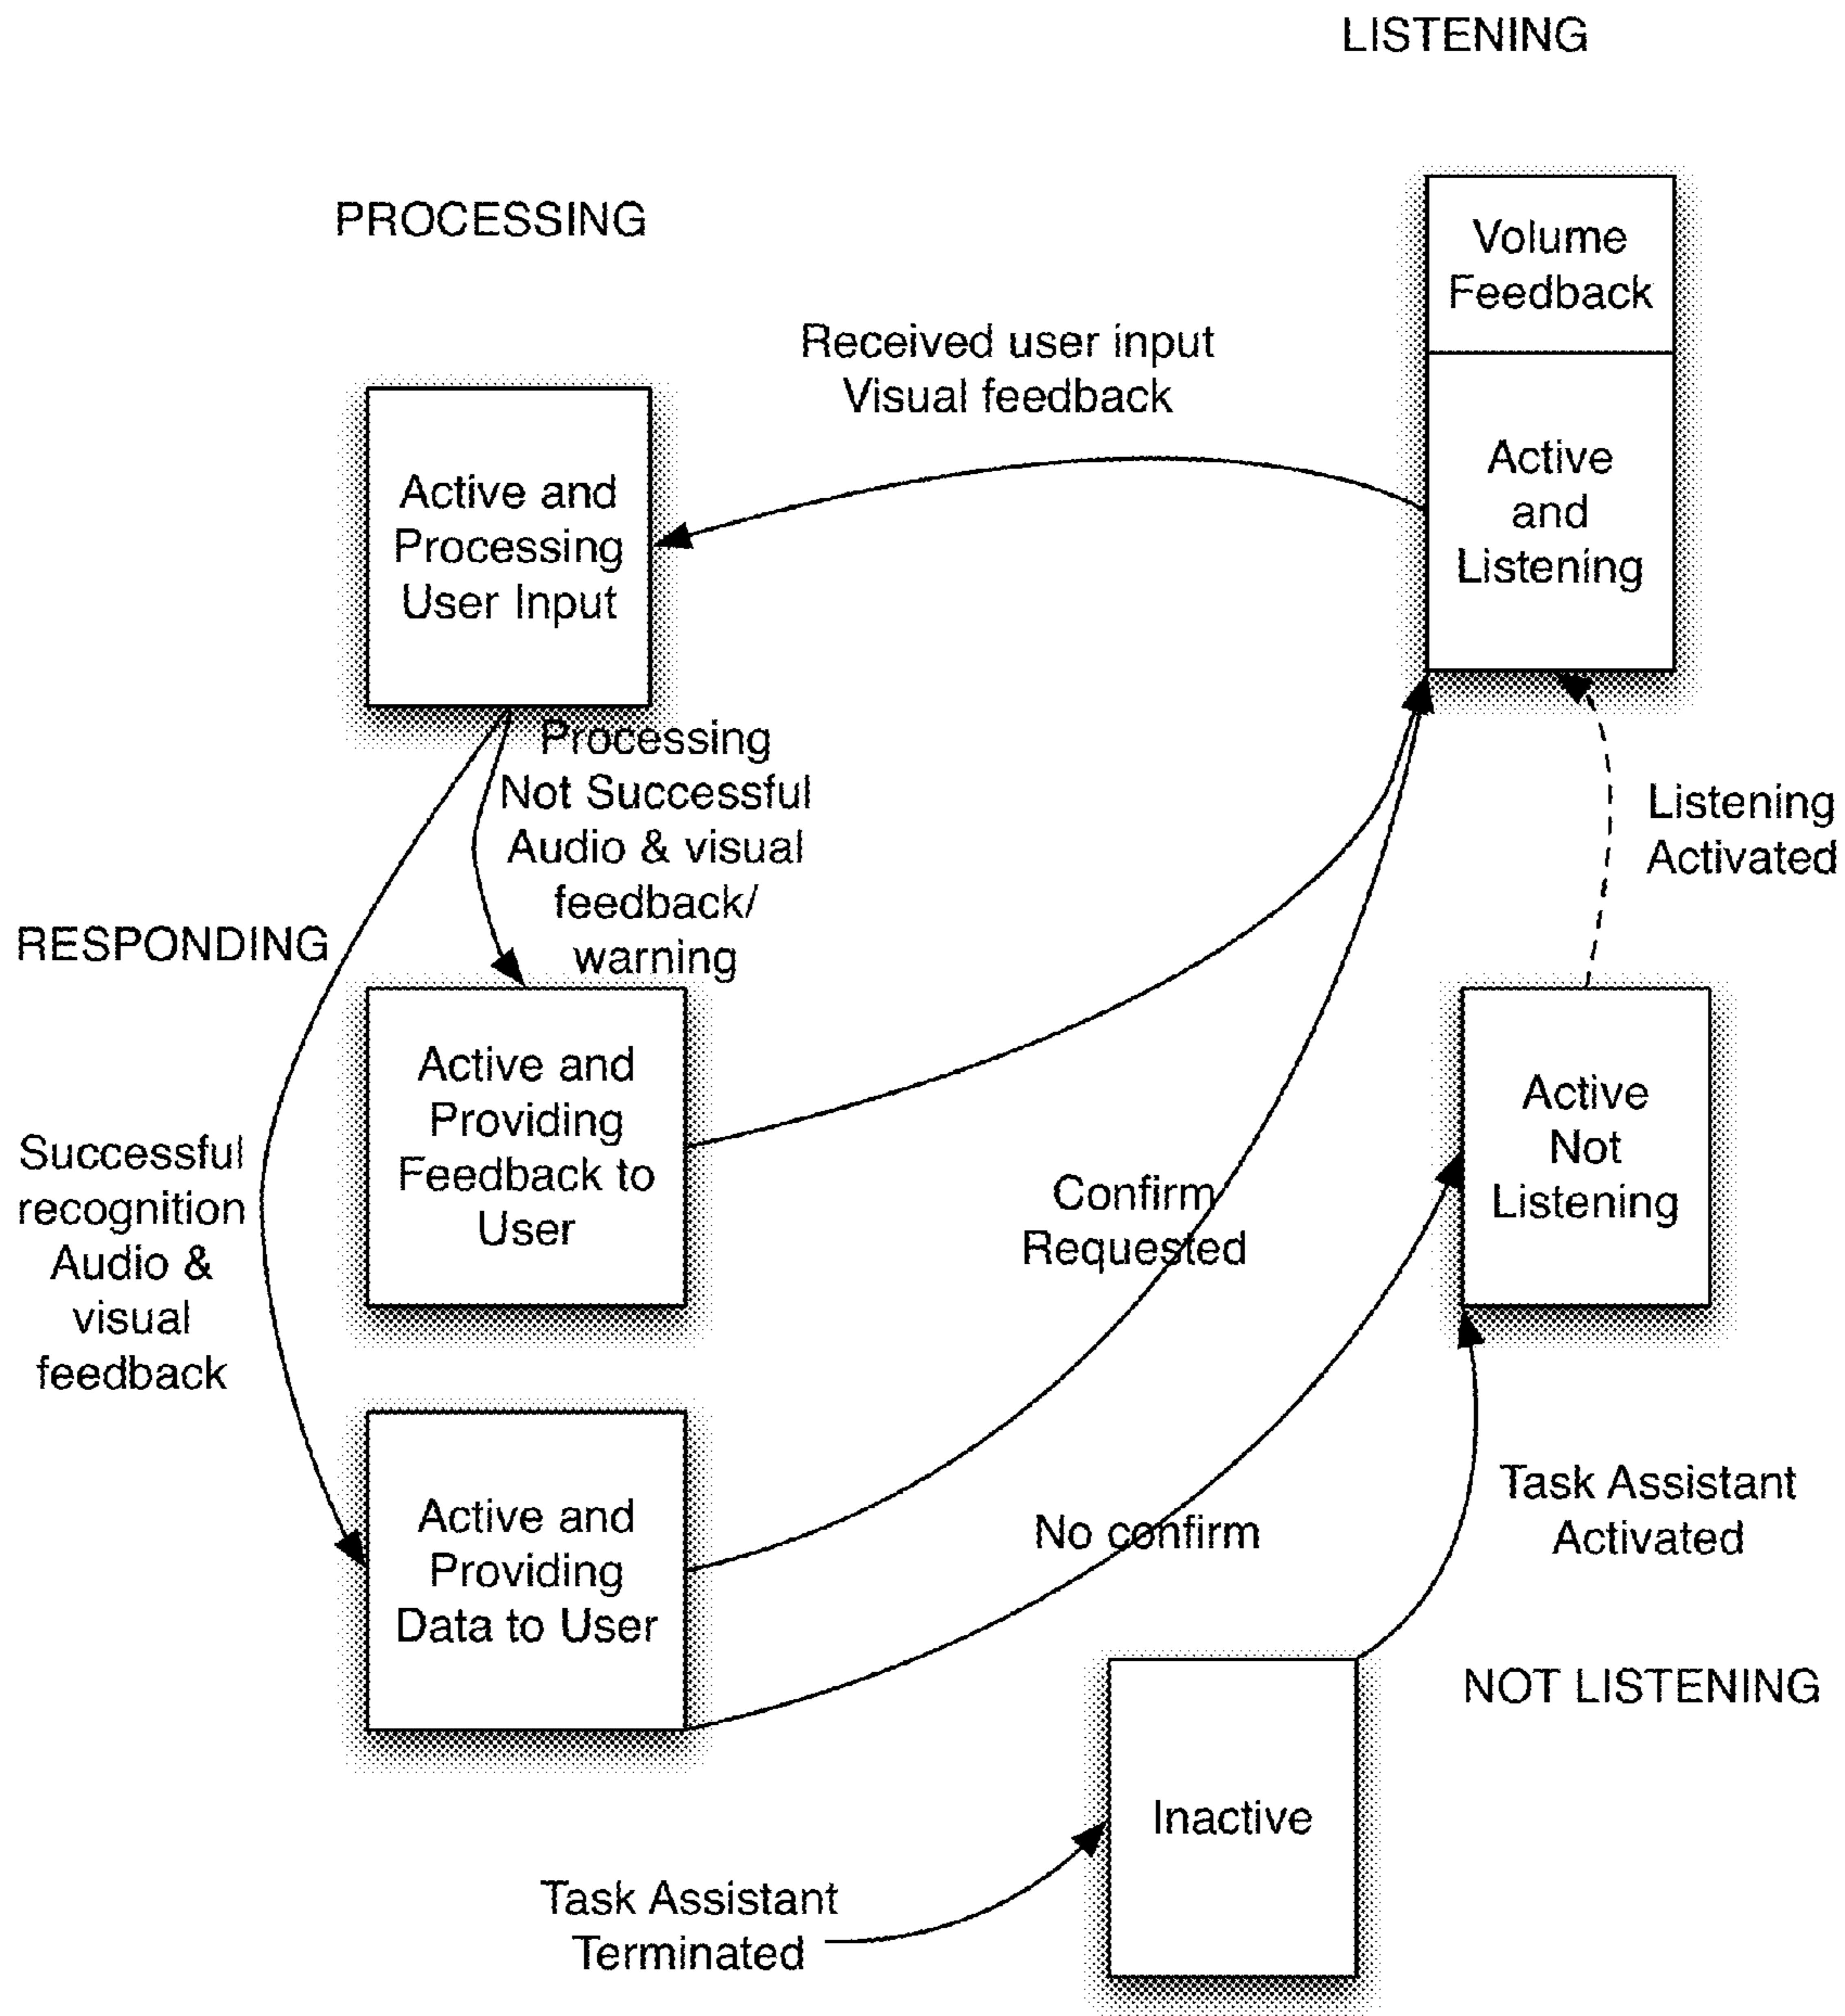 LISTENING
PROCESSING
Volume
Feedback
Received user input
Visual feedback
Active
and
Listening
Active and
Processing
User Input
Processing
Not Successful
Audio & visual
feedback/
warning
Listening
Activated
RESPONDING
Active and
Providing
Feedback to
User
Active
Not
Listening
Successful
recognition
Audio &
visual
feedback
Confirm
Requested
Active and
Providing
Data to User
No confirm
Task Assistant
Activated
NOT LISTENING
Inactive
Task Assistant
Terminated